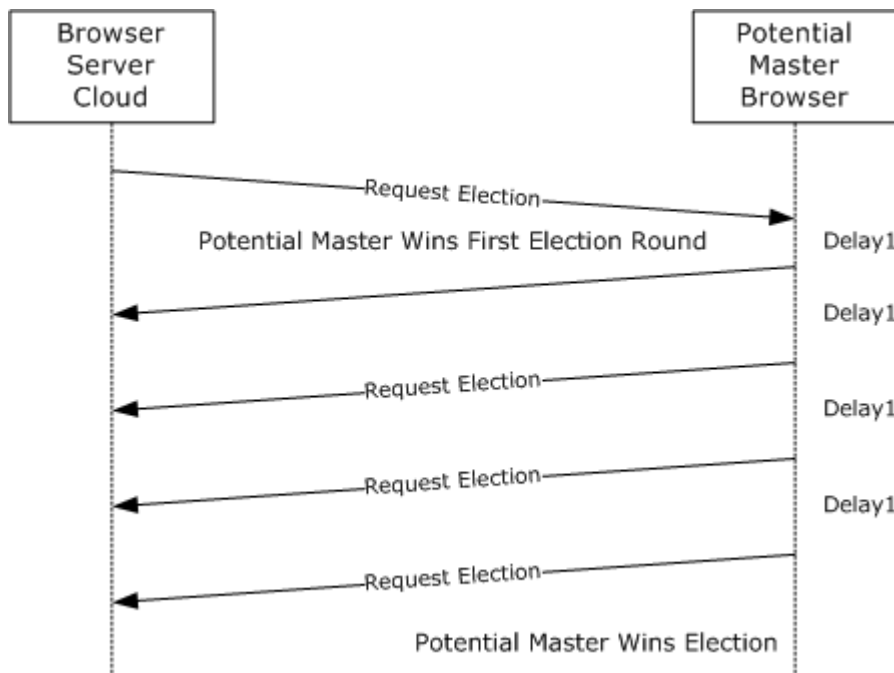 Browser
Server
Cloud
Potential
Master
Browser
Request Election
Potential Master Wins First Election Round
Delay1
Delay1
Request Election
Delay1
Request Election
Delay1
Request Election
Potential Master Wins Election